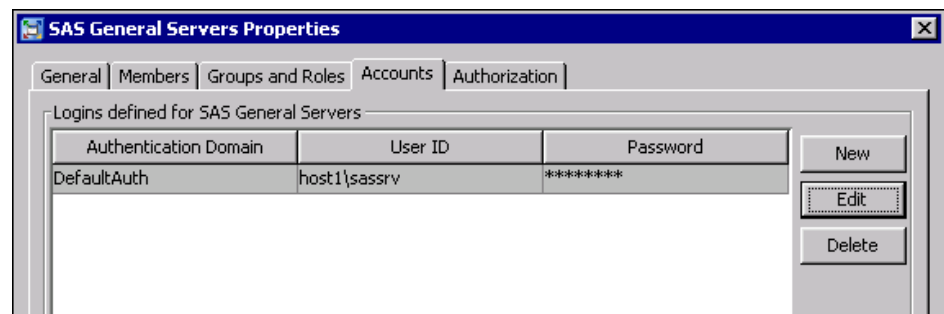 SAS General Servers Properties
General Members Groups and Roles Accounts Authorization
Logins defined for SAS General Servers
Authentication Domain User ID Password New
DefaultAuth host1\sassrv ********
Edit
Delete